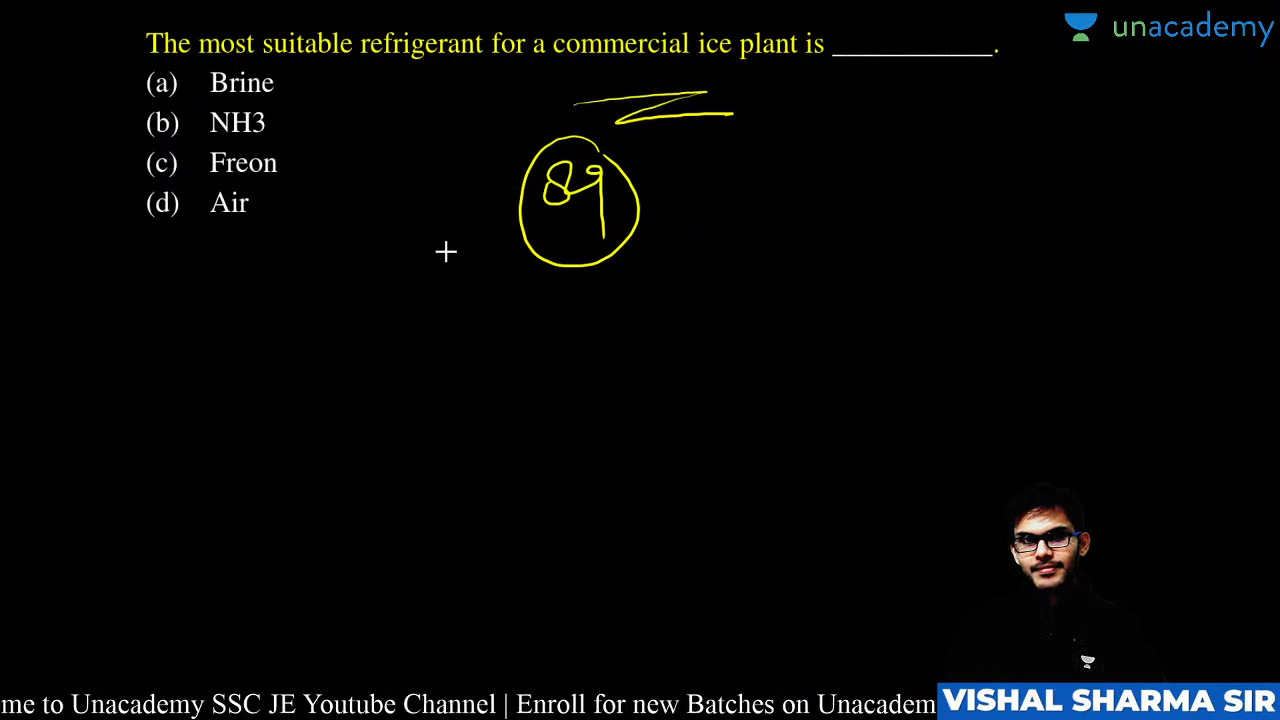 The most suitable refrigerant for a commercial ice plant is ____________.
unacademy
(a) Brine
(b) NH3
(c) Freon
(d) Air
89
me to Unacademy SSC JE Youtube Channel | Enroll for new Batches on Unacadem
VISHAL SHARMA SIR